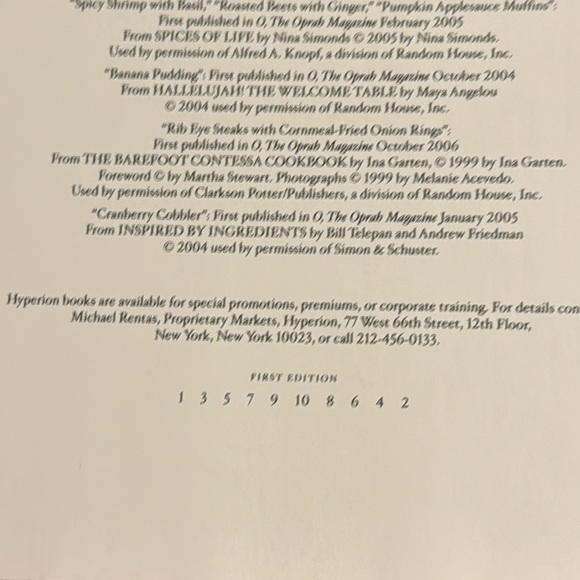 "Spicy Shrimp with Basil," "Roasted Beets with Ginger," "Pumpkin Applesauce Muffins":
First published in O, The Oprah Magazine February 2005
From SPICES OF LIFE by Nina Simonds © 2005 by Nina Simonds.
Used by permission of Alfred A. Knopf, a division of Random House, Inc.
"Banana Pudding": First published in O, The Oprah Magazine October 2004
From HALLELUJAH! THE WELCOME TABLE by Maya Angelou
© 2004 used by permission of Random House, Inc.
"Rib Eye Steaks with Cornmeal-Fried Onion Rings":
First published in O, The Oprah Magazine October 2006
From THE BAREFOOT CONTESSA COOKBOOK by Ina Garten, © 1999 by Ina Garten.
Foreword © by Martha Stewart. Photographs © 1999 by Melanie Acevedo.
Used by permission of Clarkson Potter/Publishers, a division of Random House, Inc.
"Cranberry Cobbler": First published in O, The Oprah Magazine January 2005
From INSPIRED BY INGREDIENTS by Bill Telepan and Andrew Friedman
© 2004 used by permission of Simon & Schuster.
Hyperion books are available for special promotions, premiums, or corporate training. For details con
Michael Rentas, Proprietary Markets, Hyperion, 77 West 66th Street, 12th Floor,
New York, New York 10023, or call 212-456-0133.
FIRST EDITION
1 3 5 7 9 10 8 6 4 2